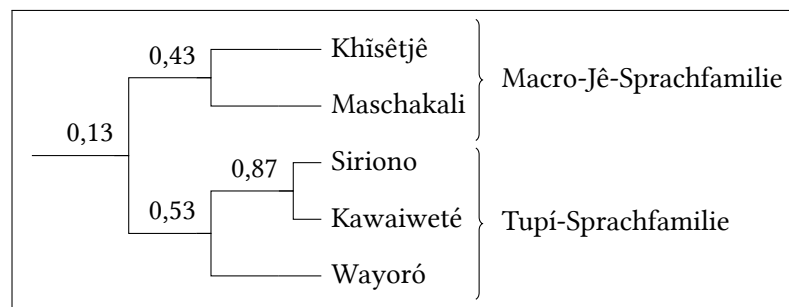 0,43
Khĩsêtjê
Macro-Jê-Sprachfamilie
Maschakali
0,13
0,87
Siriono
0,53
Kawaiweté
Tupí-Sprachfamilie
Wayoró